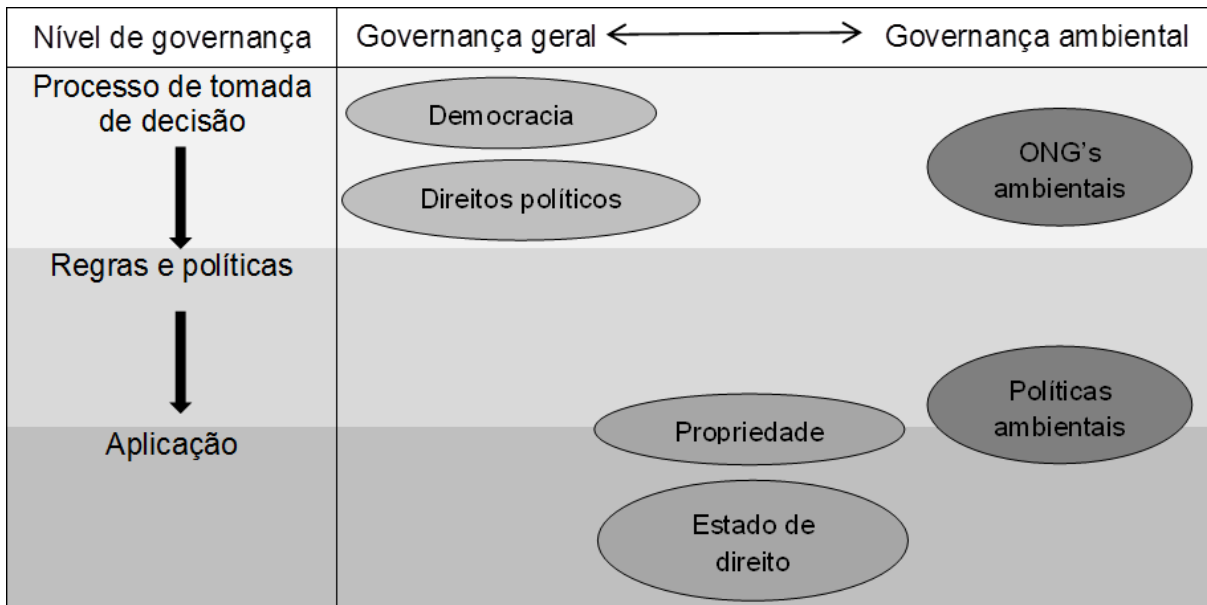 Nível de governança
Governança geral
Governança ambiental
Processo de tomada
de decisão
Democracia
Direitos políticos
ONG's
ambientais
Regras e políticas
Políticas
ambientais
Propriedade
Aplicação
Estado de
direito